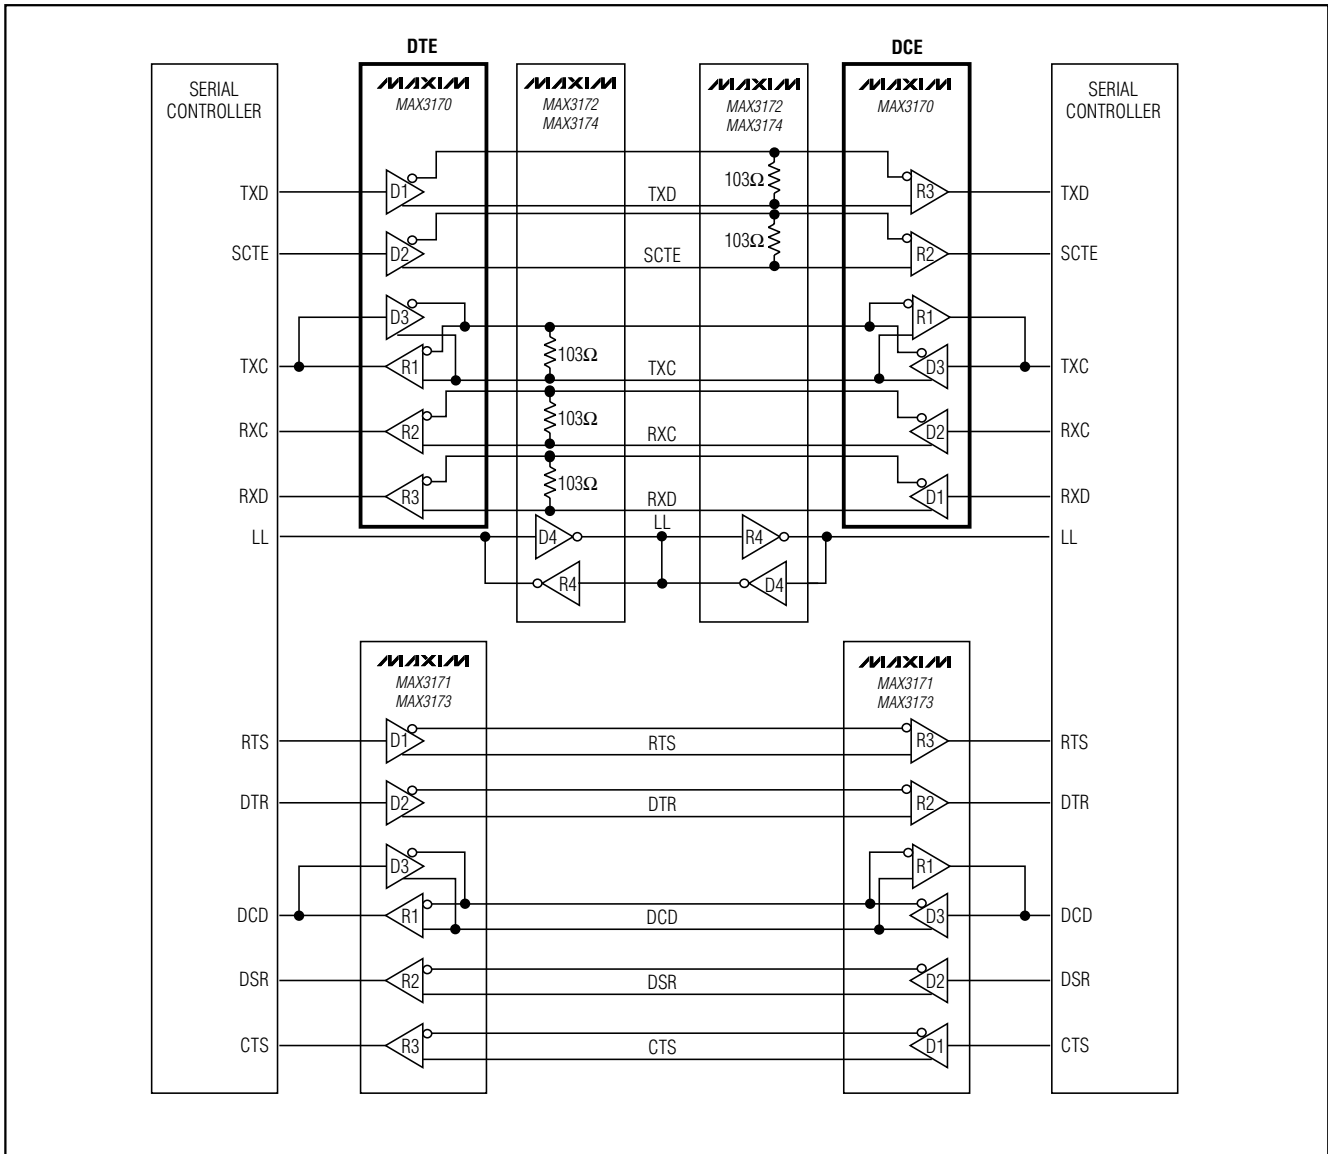 DTE
DCE
SERIAL
CONTROLLER
MAXIM
MAX3170
MAXIM
MAX3172
MAX3174
MAXIM
MAX3172
MAX3174
MAXIM
MAX3170
SERIAL
CONTROLLER
TXD
D1
TXD
103Ω
R3
TXD
SCTE
D2
SCTE
103Ω
R2
SCTE
D3
R1
TXC
R1
103Ω
TXC
D3
TXC
RXC
R2
103Ω
RXC
D2
RXC
RXD
R3
103Ω
RXD
D1
RXD
LL
D4
LL
R4
LL
R4
D4
MAXIM
MAX3171
MAX3173
MAXIM
MAX3171
MAX3173
RTS
D1
RTS
R3
RTS
DTR
D2
DTR
R2
DTR
D3
R1
DCD
R1
DCD
D3
DCD
DSR
R2
DSR
D2
DSR
CTS
R3
CTS
D1
CTS